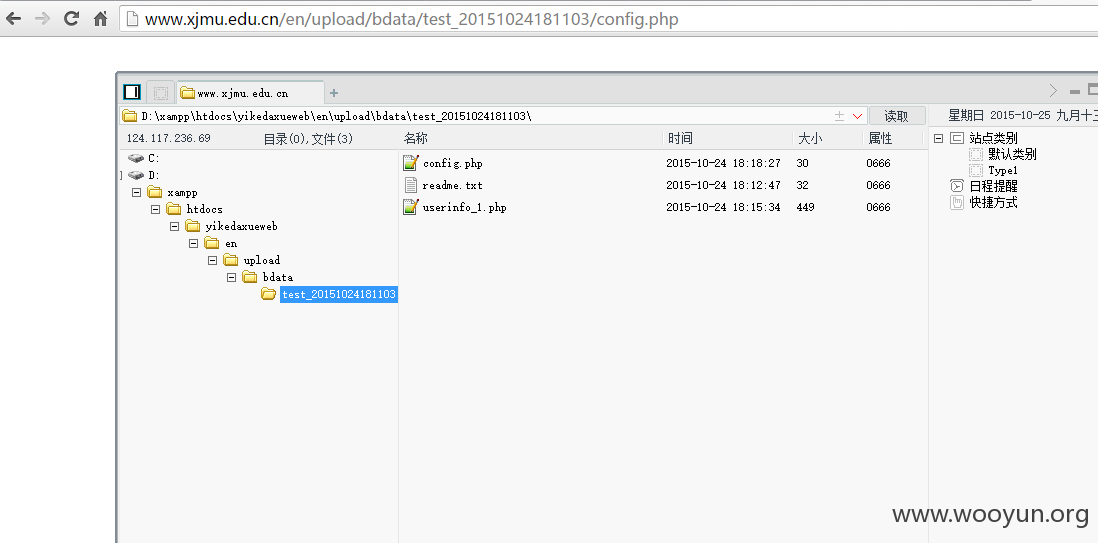 www.xjmu.edu.cn/en/upload/bdata/test_20151024181103/config.php
www.xjmu.edu.cn
D:\xampp\htdocs\yikedaxueweb\en\upload\bdata\test_20151024181103\ 读取 星期日 2015-10-25 九月十三
124.117.236.69 目录(0),文件(3) 名称 时间 大小 属性 站点类别
C: 默认类别
config.php 2015-10-24 18:18:27 30 0666
D: Type1
xampp readme.txt 2015-10-24 18:12:47 32 0666 日程提醒
htdocs userinfo_1.php 2015-10-24 18:15:34 449 0666 快捷方式
yikedaxueweb
en
upload
bdata
test_20151024181103
www.wooyun.org